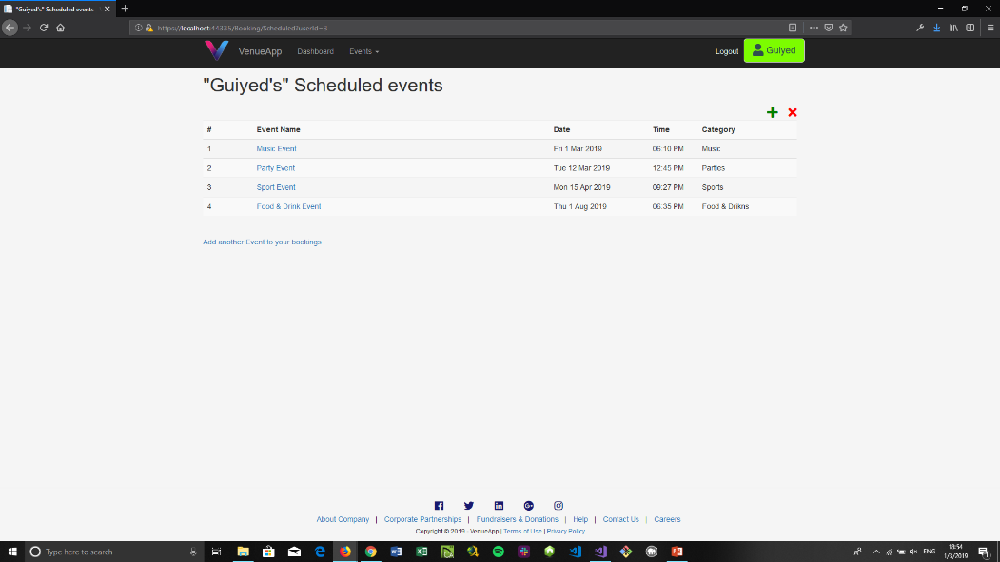 "Guiyed's" Scheduled events -
https://localhost:44335/Booking/Scheduled?userId=3
VenueApp Dashboard Events Logout Guiyed
"Guiyed's" Scheduled events
# Event Name Date Time Category
1 Music Event Fri 1 Mar 2019 06:10 PM Music
2 Party Event Tue 12 Mar 2019 12:45 PM Parties
3 Sport Event Mon 15 Apr 2019 09:27 PM Sports
4 Food & Drink Event Thu 1 Aug 2019 06:35 PM Food & Drikns
Add another Event to your bookings
About Company | Corporate Partnerships | Fundraisers & Donations | Help | Contact Us | Careers
Copyright © 2019 - VenueApp | Terms of Use | Privacy Policy
Type here to search
ENG
18:54
1/3/2019